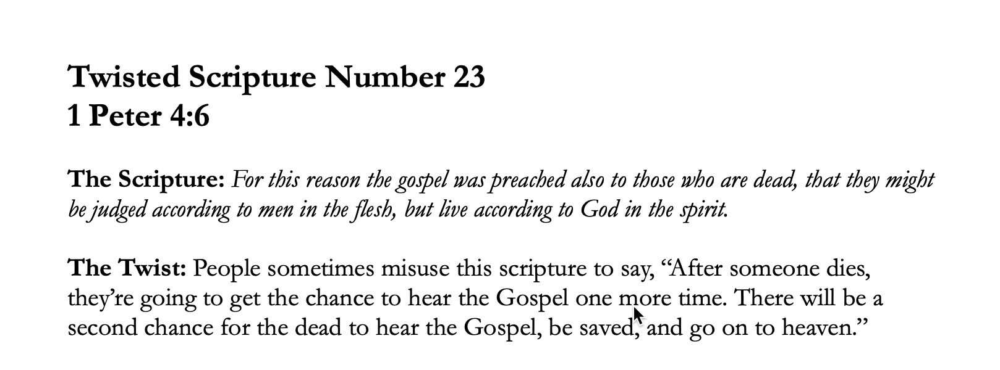 Twisted Scripture Number 23
1 Peter 4:6
The Scripture: For this reason the gospel was preached also to those who are dead, that they might
be judged according to men in the flesh, but live according to God in the spirit.
The Twist: People sometimes misuse this scripture to say, “After someone dies,
they’re going to get the chance to hear the Gospel one more time. There will be a
second chance for the dead to hear the Gospel, be saved, and go on to heaven.”